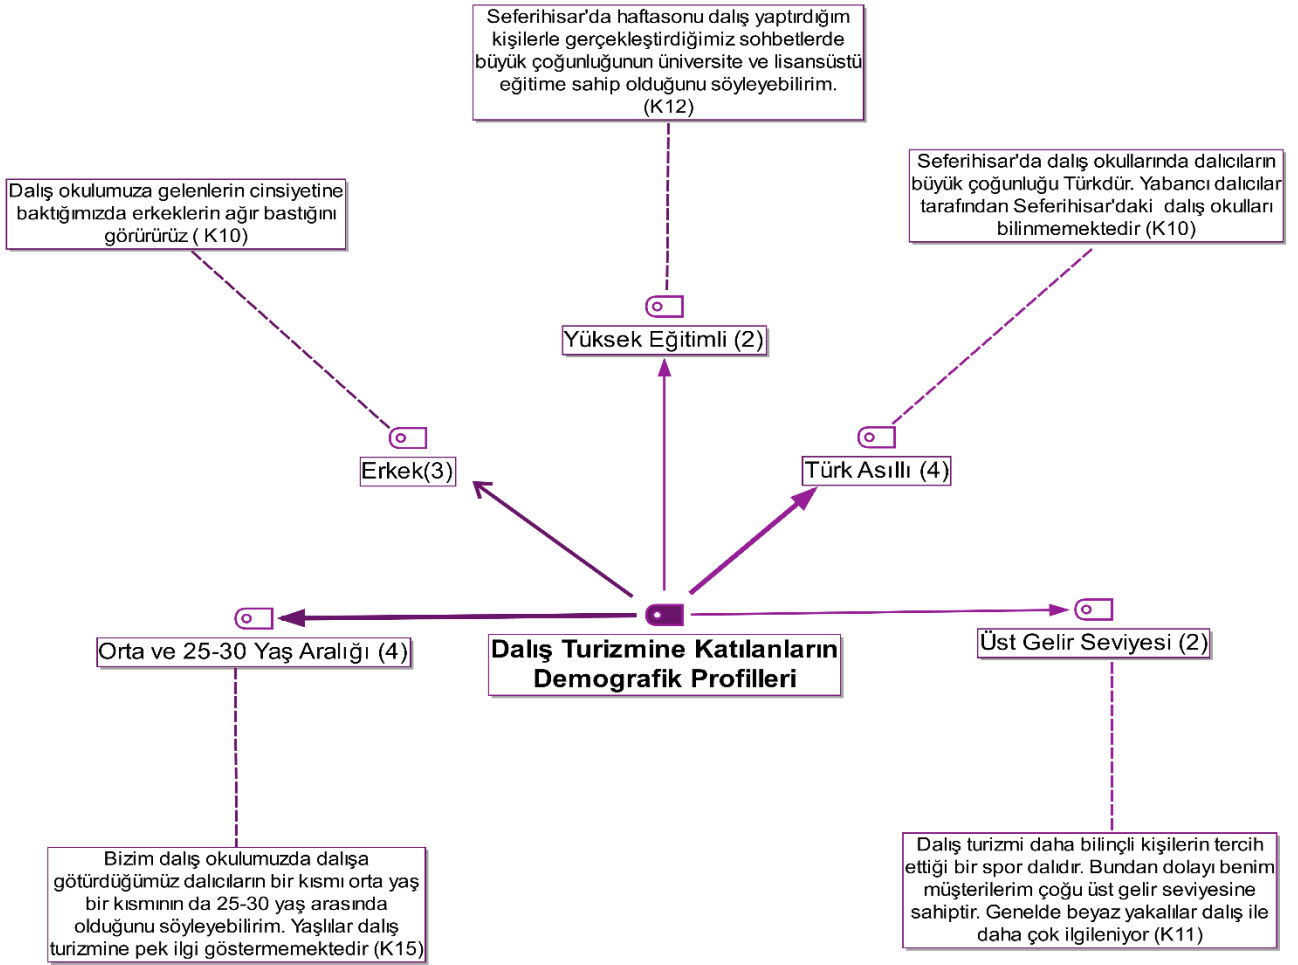 Seferihisar'da haftasonu dalış yaptırdığım
kişilerle gerçekleştirdiğimiz sohbetlerde
büyük çoğunluğunun üniversite ve lisansüstü
eğitime sahip olduğunu söyleyebilirim.
(K12)
Dalış okulumuza gelenlerin cinsiyetine
baktığımızda erkeklerin ağır bastığını
görürürüz ( K10)
Seferihisar'da dalış okullarında dalıcıların
büyük çoğunluğu Türkdür. Yabancı dalıcılar
tarafından Seferihisar'daki dalış okulları
bilinmemektedir (K10)
Yüksek Eğitimli (2)
Erkek(3)
Türk Asıllı (4)
Orta ve 25-30 Yaş Aralığı (4)
Dalış Turizmine Katılanların
Demografik Profilleri
Üst Gelir Seviyesi (2)
Bizim dalış okulumuzda dalışa
götürdüğümüz dalıcıların bir kısmı orta yaş
bir kısmının da 25-30 yaş arasında
olduğunu söyleyebilirim. Yaşlılar dalış
turizmine pek ilgi göstermemektedir (K15)
Dalış turizmi daha bilinçli kişilerin tercih
ettiği bir spor dalıdır. Bundan dolayı benim
müşterilerim çoğu üst gelir seviyesine
sahiptir. Genelde beyaz yakalılar dalış ile
daha çok ilgileniyor (K11)